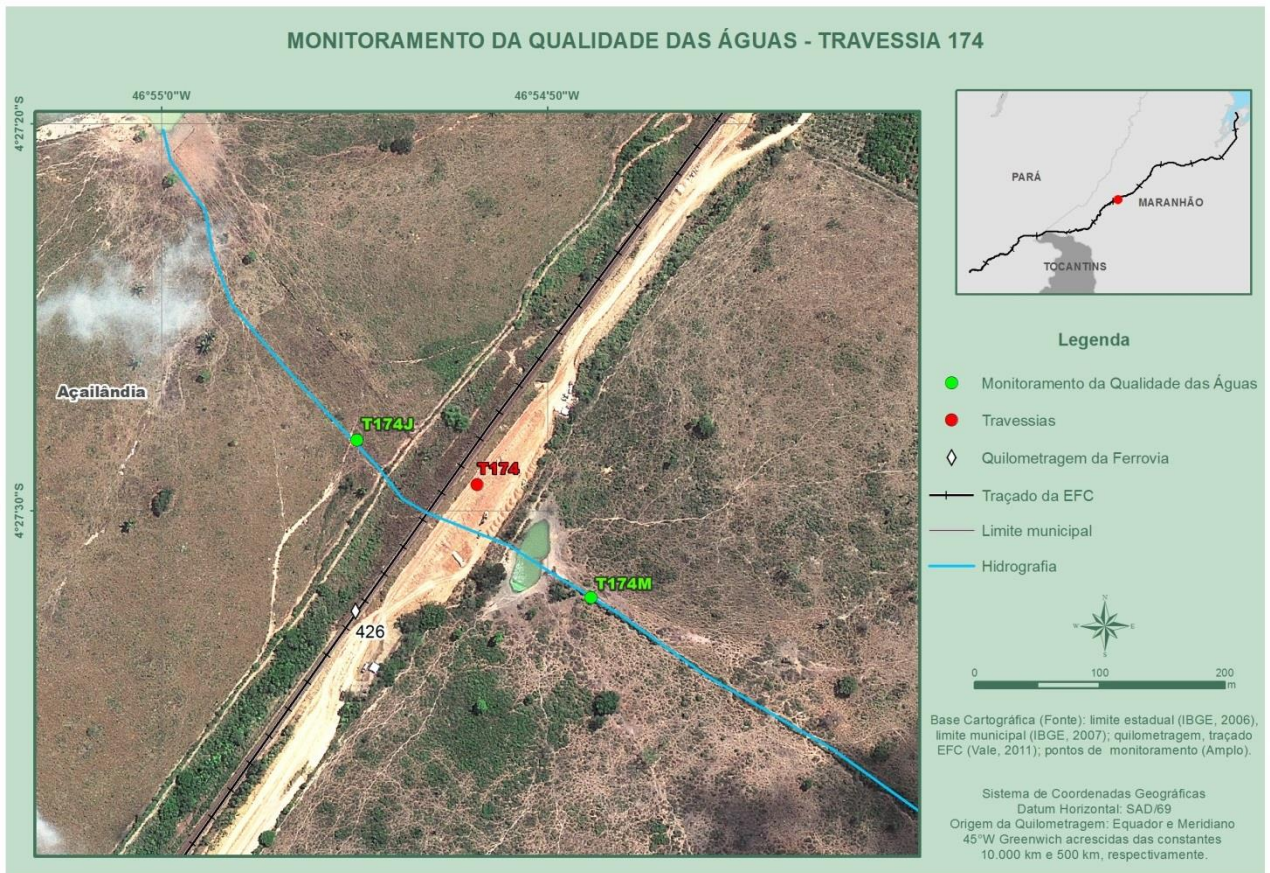 MONITORAMENTO DA QUALIDADE DAS ÁGUAS - TRAVESSIA 174
46°55'0"W
46°54'50"W
4°27'20"S
4°27'30"S
Açailândia
T174J
T174
T174M
426
PARÁ
MARANHÃO
TOCANTINS
Legenda
Monitoramento da Qualidade das Águas
Travessias
Quilometragem da Ferrovia
Traçado da EFC
Limite municipal
Hidrografia
N
W
E
S
0
100
200
m
Base Cartográfica (Fonte): limite estadual (IBGE, 2006),
limite municipal (IBGE, 2007); quilometragem, traçado
EFC (Vale, 2011); pontos de monitoramento (Amplo).
Sistema de Coordenadas Geográficas
Datum Horizontal: SAD/69
Origem da Quilometragem: Equador e Meridiano
45°W Greenwich acrescidas das constantes
10.000 km e 500 km, respectivamente.